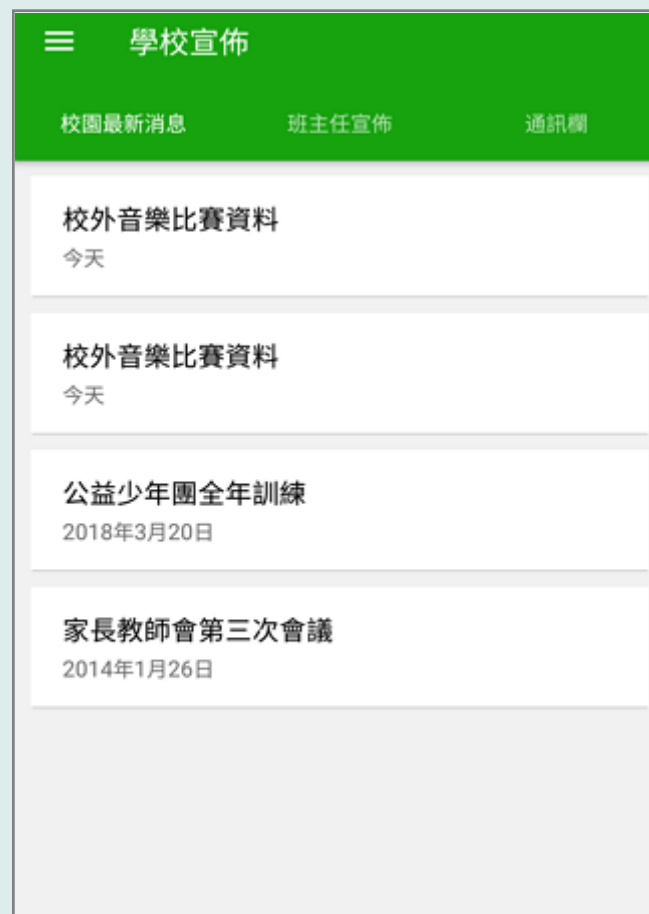 學校宣佈
校園最新消息 班主任宣佈 通訊欄
校外音樂比賽資料
今天
校外音樂比賽資料
今天
公益少年團全年訓練
2018年3月20日
家長教師會第三次會議
2014年1月26日